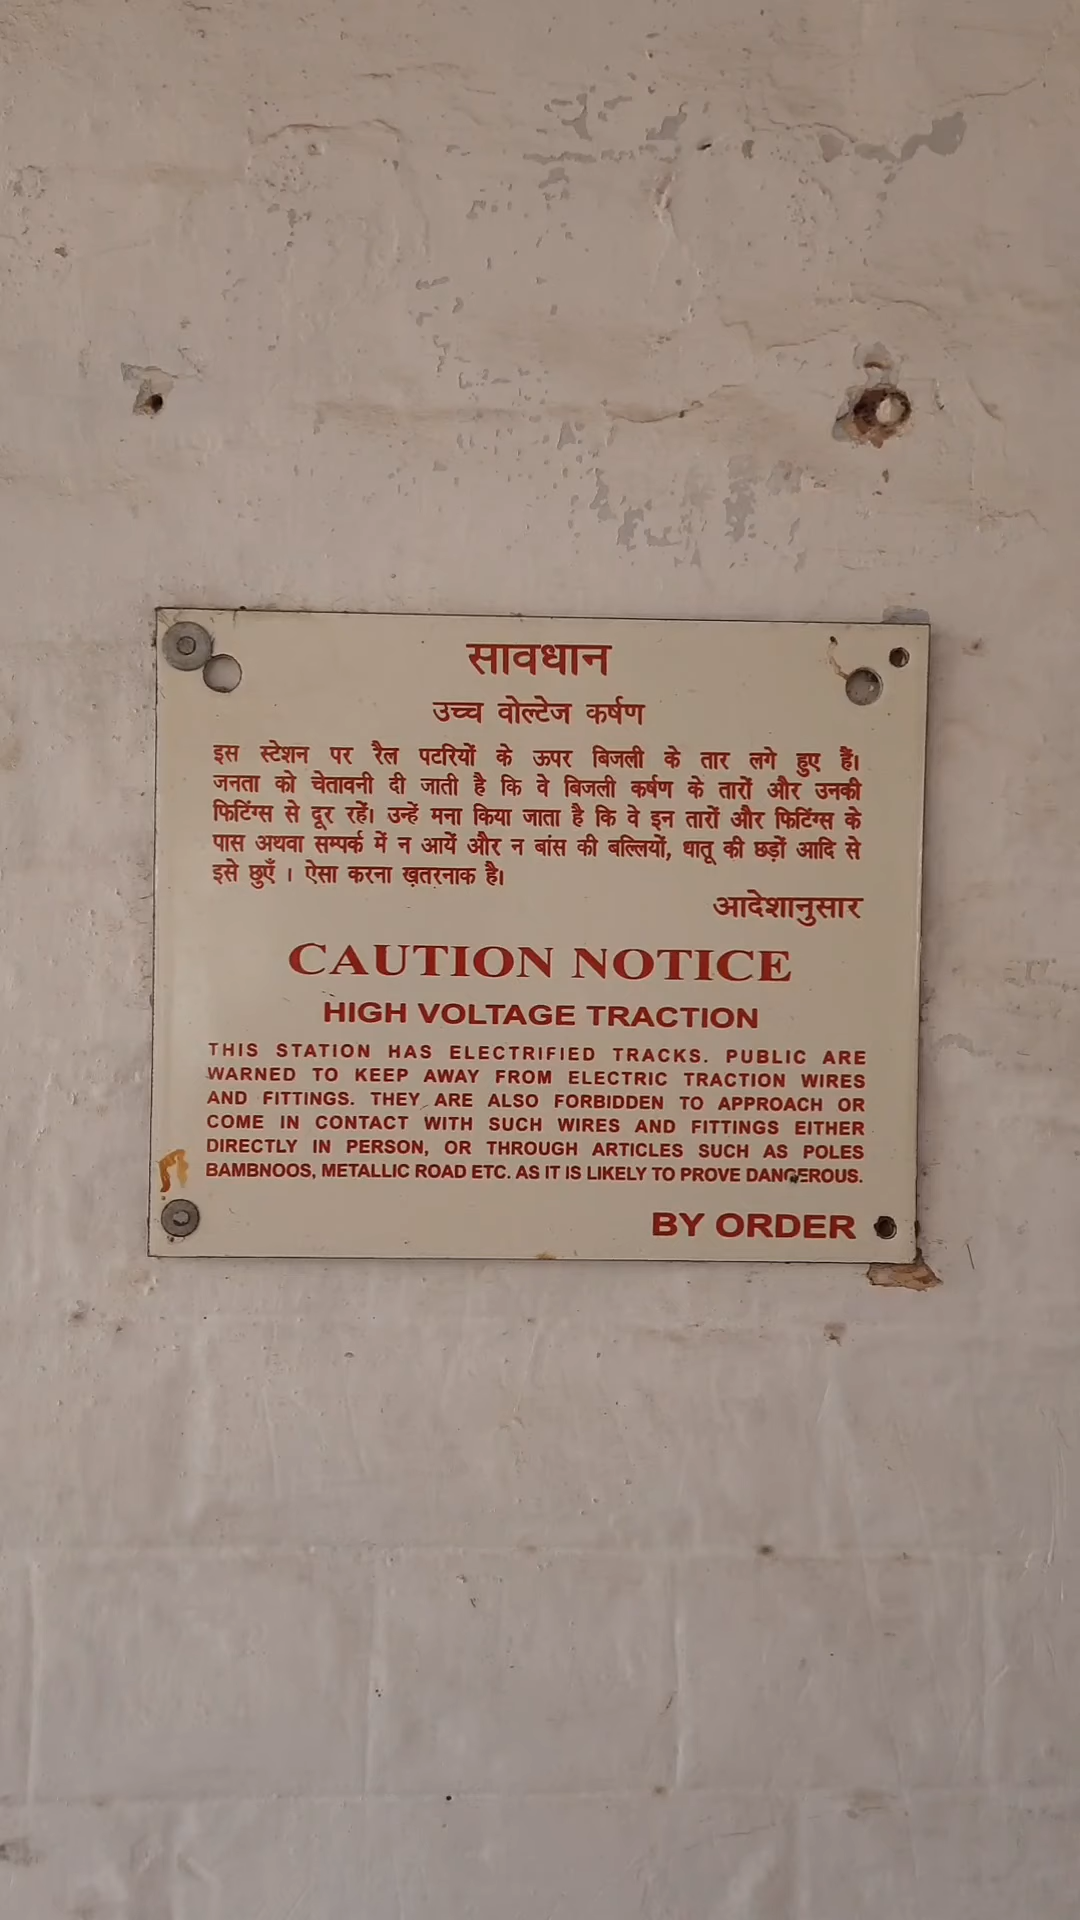 सावधान
उच्च वोल्टेज कर्षण
इस स्टेशन पर रैल पटरियों के ऊपर बिजली के तार लगे हुए हैं।
जनता को चेतावनी दी जाती है कि वे बिजली कर्षण के तारों और उनकी
फिटिंग्स से दूर रहें। उन्हें मना किया जाता है कि वे इन तारों और फिटिंग्स के
पास अथवा सम्पर्क में न आयें और न बांस की बल्लियों, धातू की छड़ों आदि से
इसे छुएँ । ऐसा करना ख़तरनाक है।
आदेशानुसार
CAUTION NOTICE
HIGH VOLTAGE TRACTION
THIS STATION HAS ELECTRIFIED TRACKS. PUBLIC ARE
WARNED TO KEEP AWAY FROM ELECTRIC TRACTION WIRES
AND FITTINGS. THEY ARE ALSO FORBIDDEN TO APPROACH OR
COME IN CONTACT WITH SUCH WIRES AND FITTINGS EITHER
DIRECTLY IN PERSON, OR THROUGH ARTICLES SUCH AS POLES
BAMBNOOS, METALLIC ROAD ETC. AS IT IS LIKELY TO PROVE DANGEROUS.
BY ORDER